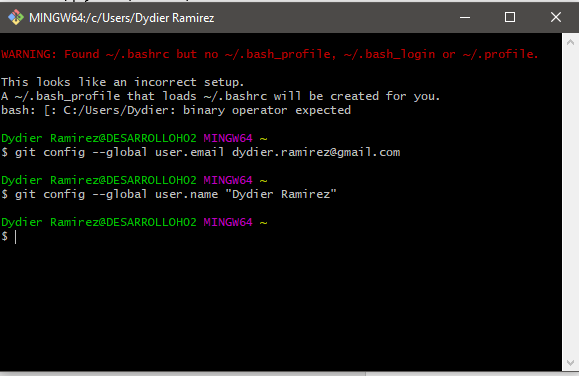 MINGW64:/c/Users/Dydier Ramirez
WARNING: Found ~/.bashrc but no ~/.bash_profile, ~/.bash_login or ~/.profile.
This looks like an incorrect setup.
A ~/.bash_profile that loads ~/.bashrc will be created for you.
bash: [: C:/Users/Dydier: binary operator expected
Dydier Ramirez@DESARROLLOHO2 MINGW64 ~
$ git config --global user.email dydier.ramirez@gmail.com
Dydier Ramirez@DESARROLLOHO2 MINGW64 ~
$ git config --global user.name "Dydier Ramirez"
Dydier Ramirez@DESARROLLOHO2 MINGW64 ~
$